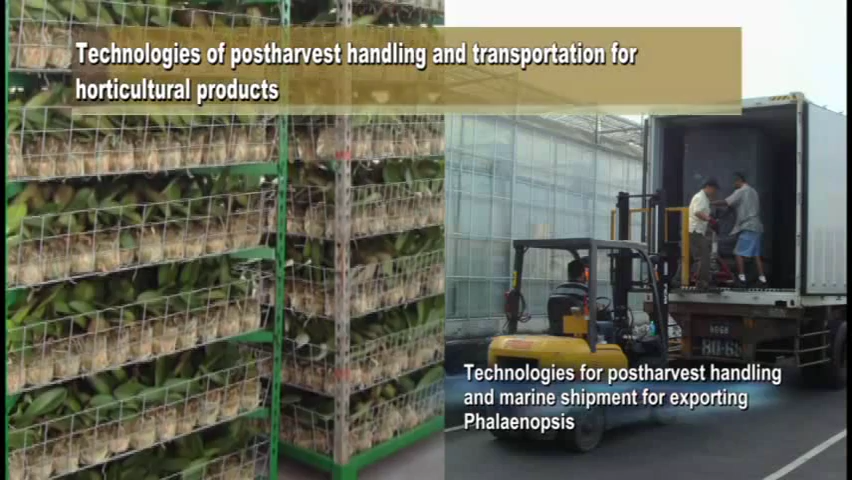 Technologies of postharvest handling and transportation for
horticultural products
Technologies for postharvest handling
and marine shipment for exporting
Phalaenopsis